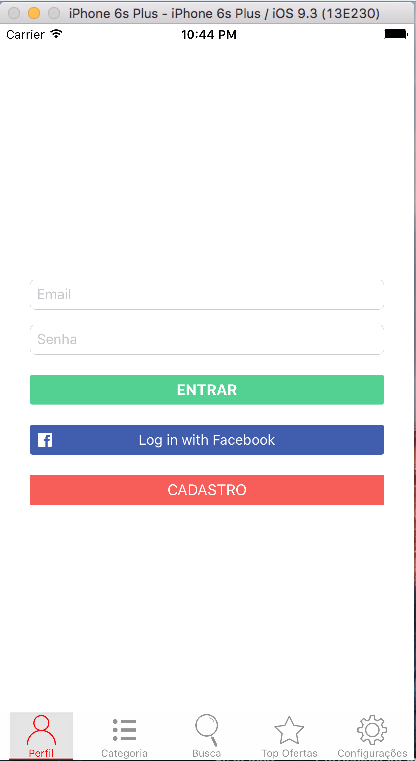 iPhone 6s Plus - iPhone 6s Plus / iOS 9.3 (13E230)
Carrier 10:44 PM
Email
Senha
ENTRAR
Log in with Facebook
CADASTRO
Perfil Categoria Busca Top Ofertas Configurações